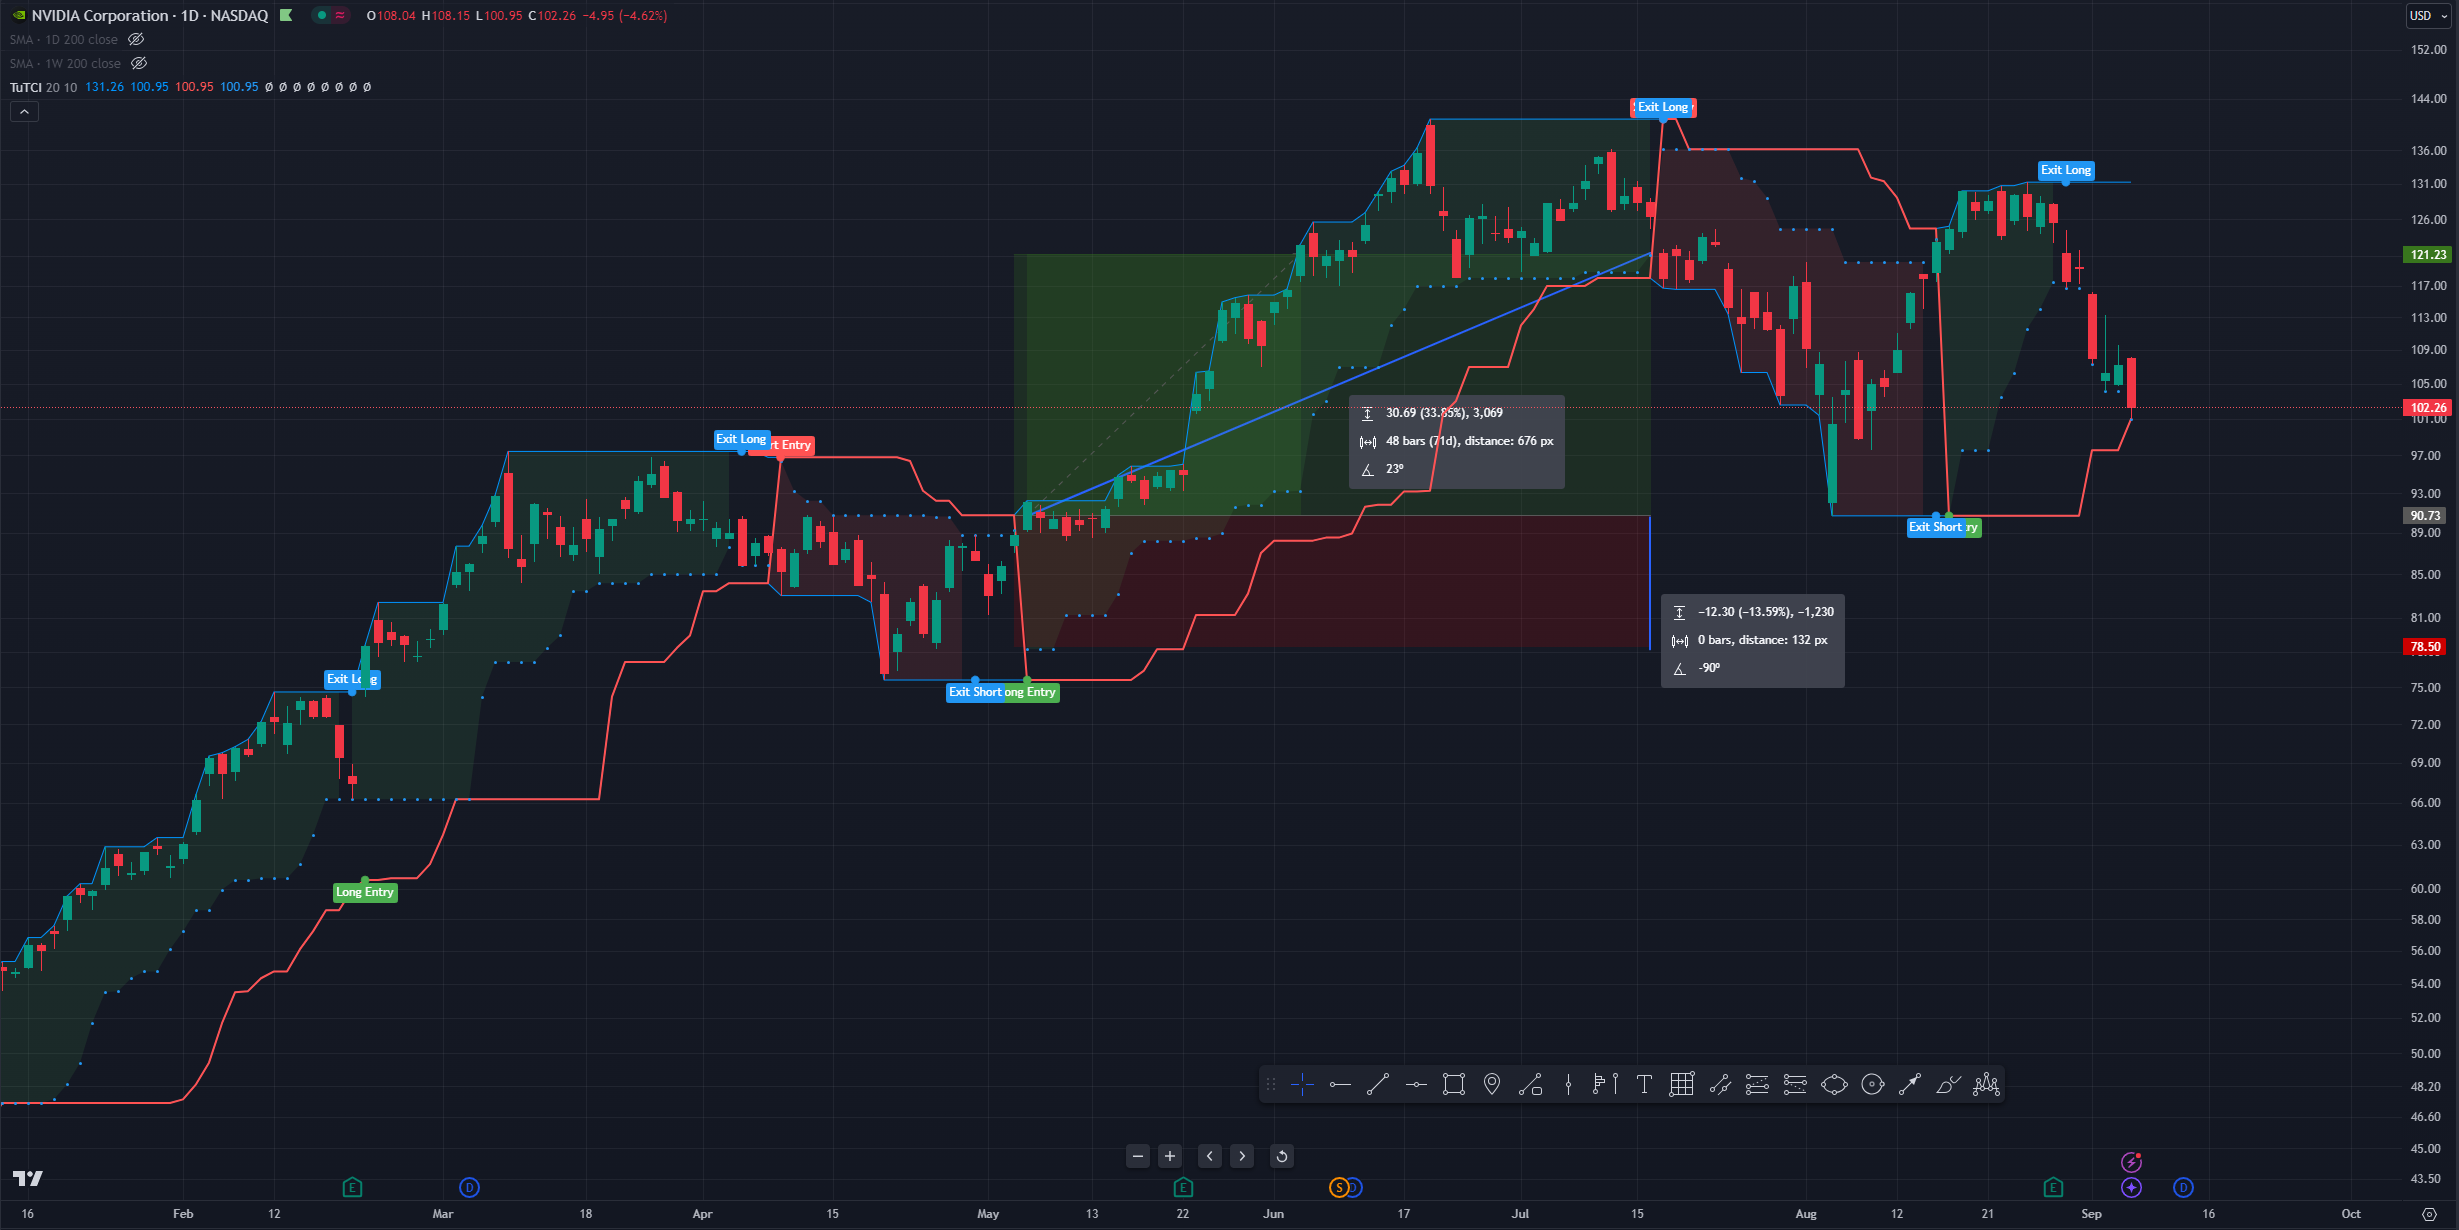 NVIDIA Corporation · 1D · NASDAQ O108.04 H108.15 L100.95 C102.26 −4.95 (−4.62%)
SMA · 1D 200 close
SMA · 1W 200 close
TuTCI 20 10 131.26 100.95 100.95 100.95 Ø Ø Ø Ø Ø Ø Ø Ø
USD
152.00
144.00
136.00
131.00
126.00
121.23
117.00
113.00
109.00
105.00
102.26
101.00
97.00
93.00
90.73
89.00
85.00
81.00
78.50
75.00
72.00
69.00
66.00
63.00
60.00
58.00
56.00
54.00
52.00
50.00
48.20
46.60
45.00
43.50
Exit Long
Exit Long
Exit Long
Entry
30.69 (33.85%), 3,069
48 bars (71d), distance: 676 px
23º
Exit Short
−12.30 (−13.59%), −1,230
0 bars, distance: 132 px
-90º
Exit Long
Exit Short
Entry
Long Entry
T
E D E S D E D
16 Feb 12 Mar 18 Apr 15 May 13 22 Jun 17 Jul 15 Aug 12 21 Sep 16 Oct